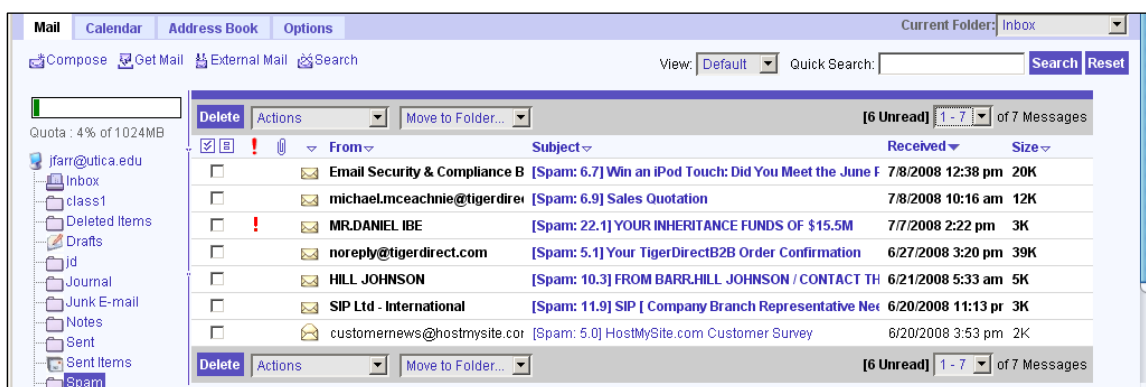 Mail Calendar Address Book Options Current Folder: Inbox
Compose Get Mail External Mail Search View: Default Quick Search: Search Reset
Quota : 4% of 1024MB
Delete Actions Move to Folder... [6 Unread] 1 - 7 of 7 Messages
From Subject Received Size
jfarr@utica.edu
Inbox
class1
Deleted Items
Drafts
jd
Journal
Junk E-mail
Notes
Sent
Sent Items
Spam
Email Security & Compliance B [Spam: 6.7] Win an iPod Touch: Did You Meet the June 7/8/2008 12:38 pm 20K
michael.mceachnie@tigerdire [Spam: 6.9] Sales Quotation 7/8/2008 10:16 am 12K
! MR.DANIEL IBE [Spam: 22.1] YOUR INHERITANCE FUNDS OF $15.5M 7/7/2008 2:22 pm 3K
noreply@tigerdirect.com [Spam: 5.1] Your TigerDirectB2B Order Confirmation 6/27/2008 3:20 pm 39K
HILL JOHNSON [Spam: 10.3] FROM BARR.HILL JOHNSON / CONTACT TH 6/21/2008 5:33 am 5K
SIP Ltd - International [Spam: 11.9] SIP [ Company Branch Representative Nee 6/20/2008 11:13 pr 3K
customernews@hostmysite.cor [Spam: 5.0] HostMySite.com Customer Survey 6/20/2008 3:53 pm 2K
Delete Actions Move to Folder... [6 Unread] 1 - 7 of 7 Messages